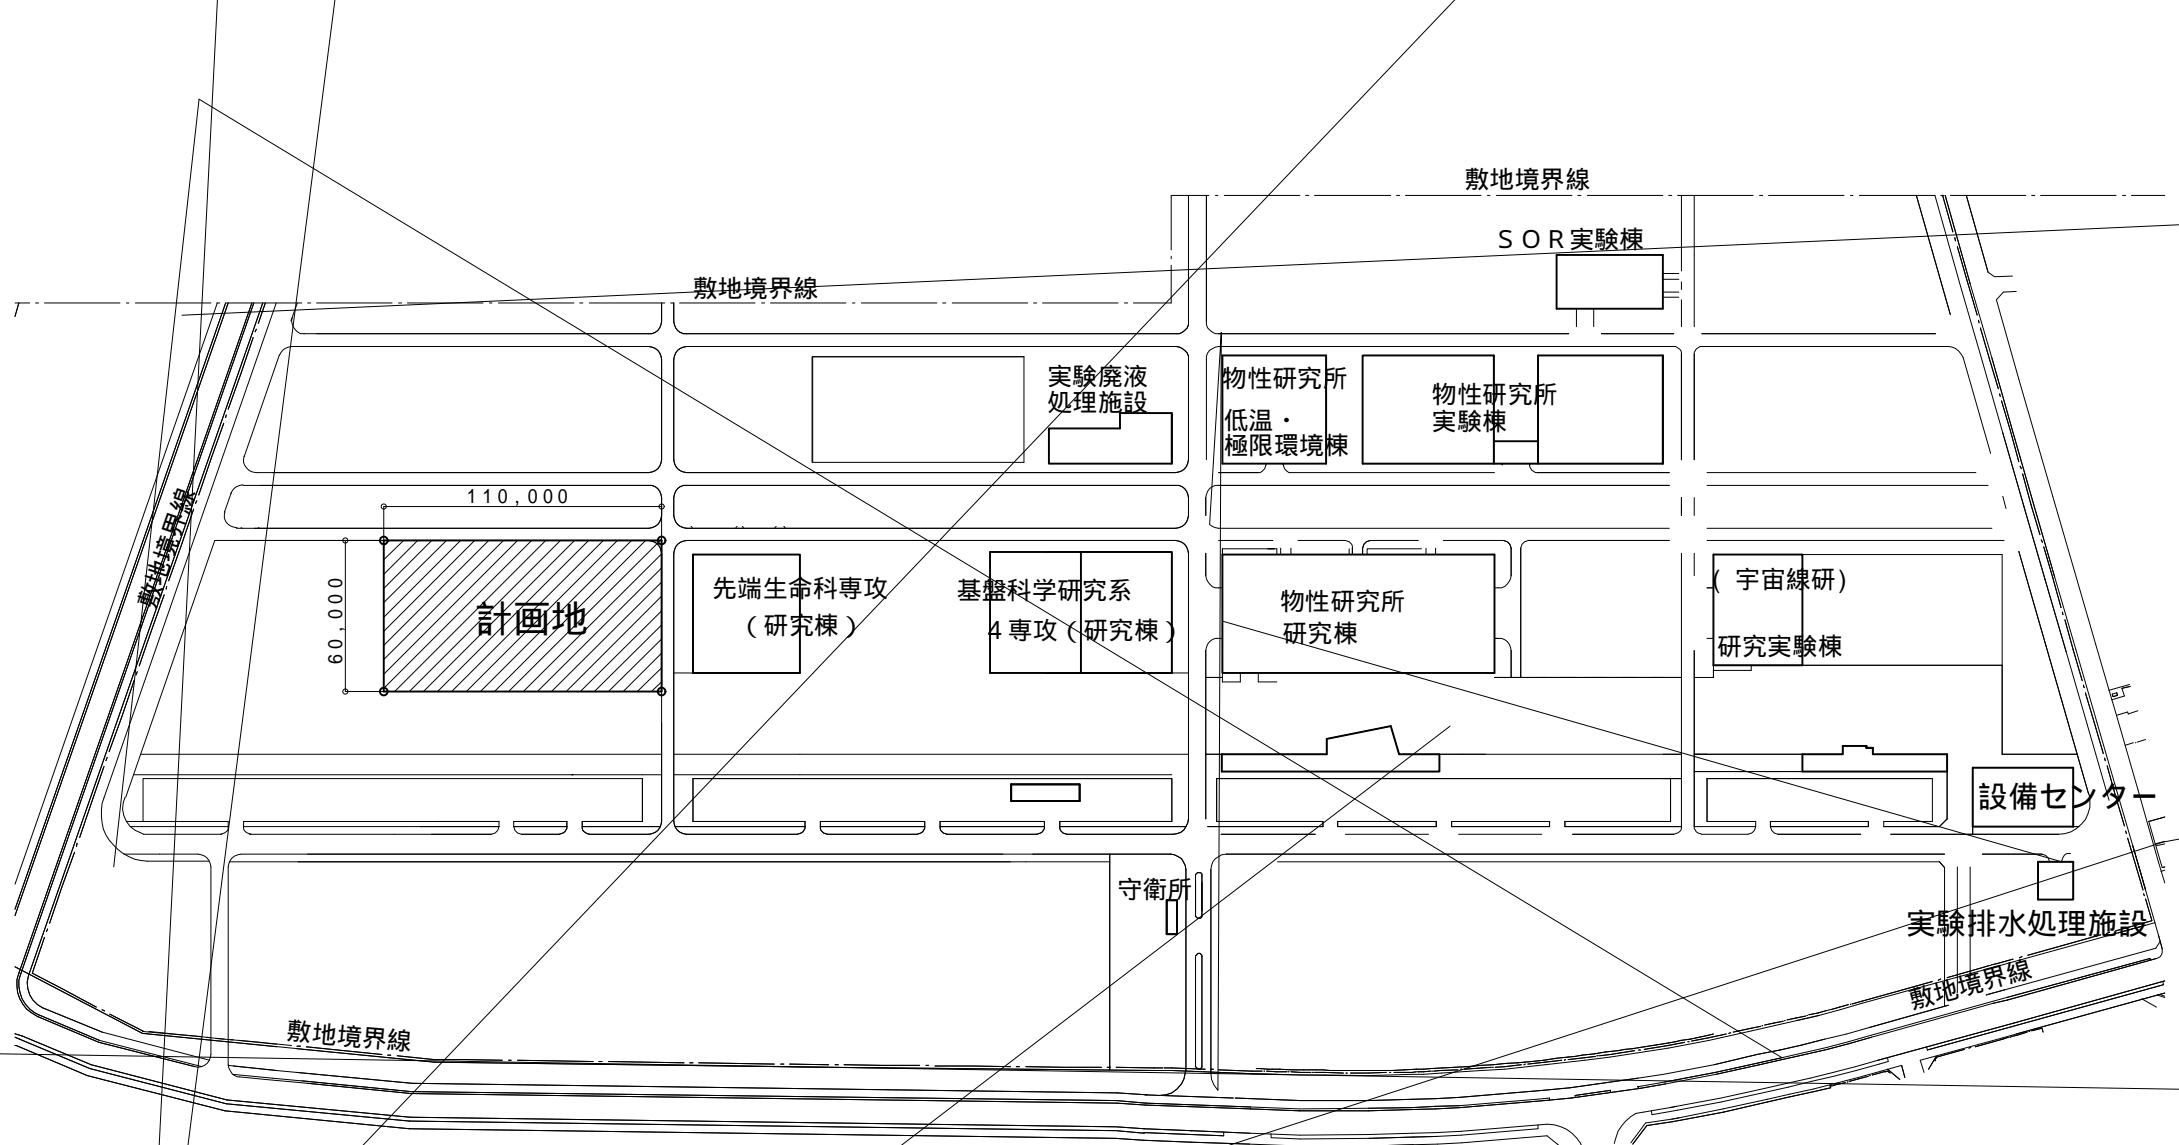 敷地境界線
ＳＯＲ実験棟
敷地境界線
実験廃液
処理施設
物性研究所
低温・
極限環境棟
物性研究所
実験棟
110,000
敷地境界線
60,000
計画地
先端生命科専攻
（研究棟）
基盤科学研究系
４専攻（研究棟）
物性研究所
研究棟
( 宇宙線研)
研究実験棟
設備センター
守衛所
実験排水処理施設
敷地境界線
敷地境界線